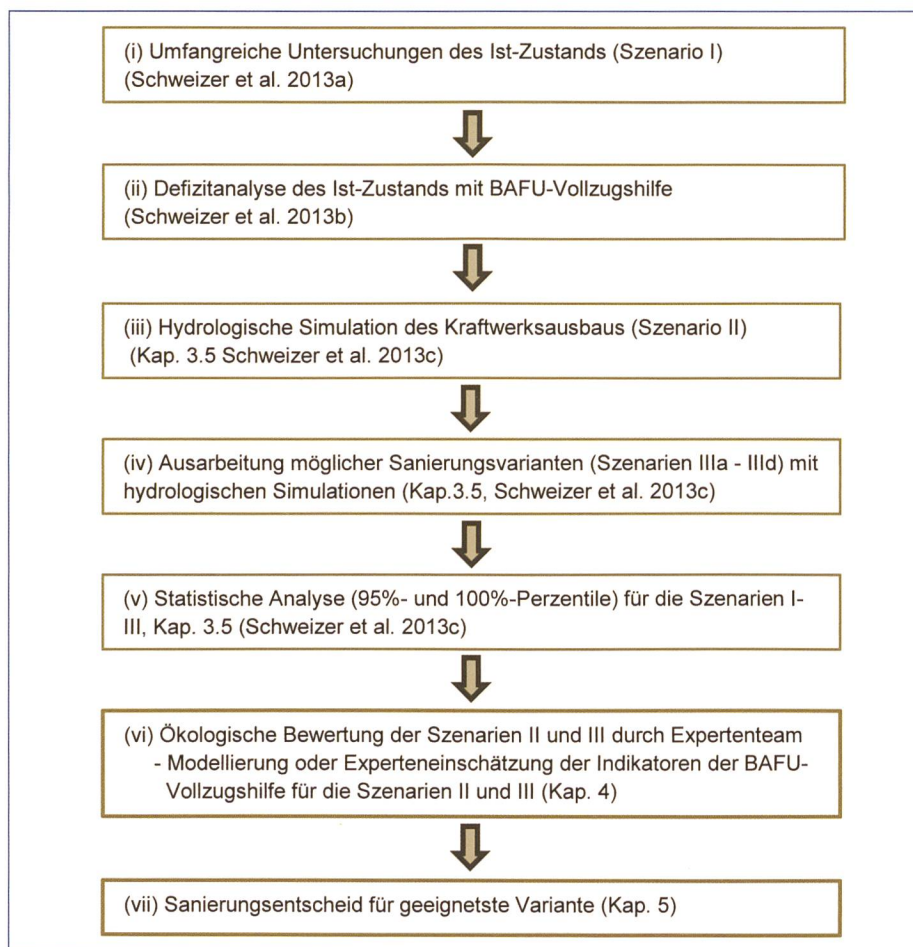 (i) Umfangreiche Untersuchungen des Ist-Zustands (Szenario I)
(Schweizer et al. 2013a)
(ii) Defizitanalyse des Ist-Zustands mit BAFU-Vollzugshilfe
(Schweizer et al. 2013b)
(iii) Hydrologische Simulation des Kraftwerksausbaus (Szenario II)
(Kap. 3.5 Schweizer et al. 2013c)
(iv) Ausarbeitung möglicher Sanierungsvarianten (Szenarien IIIa - IIId) mit
hydrologischen Simulationen (Kap.3.5, Schweizer et al. 2013c)
(v) Statistische Analyse (95%- und 100%-Perzentile) für die Szenarien I-
III, Kap. 3.5 (Schweizer et al. 2013c)
(vi) Ökologische Bewertung der Szenarien II und III durch Expertenteam
- Modellierung oder Experteneinschätzung der Indikatoren der BAFU-
Vollzugshilfe für die Szenarien II und III (Kap. 4)
(vii) Sanierungsentscheid für geeignetste Variante (Kap. 5)